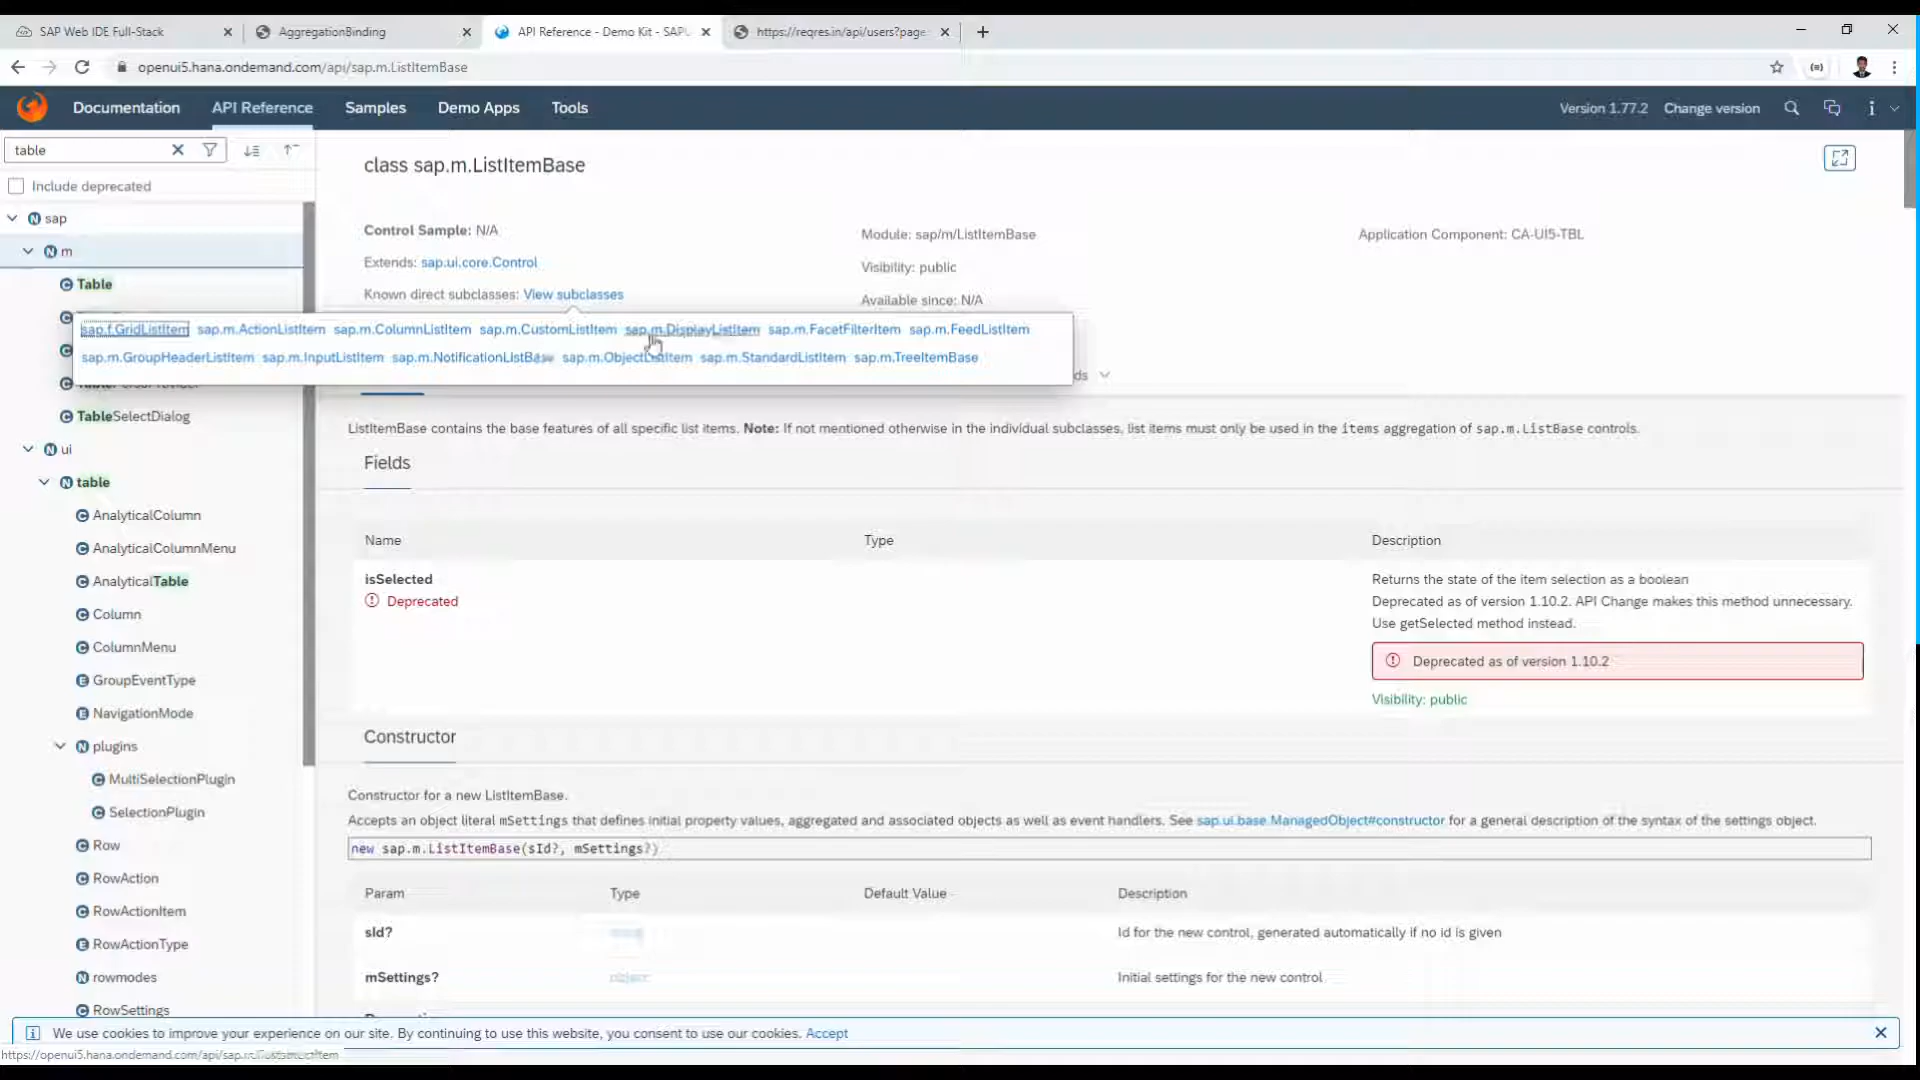 SAP Web IDE Full-Stack
AggregationBinding
API Reference - Demo Kit - SAPU
https://reqres.in/api/users?page
openui5.hana.ondemand.com/api/sap.m.ListItemBase
Documentation
API Reference
Samples
Demo Apps
Tools
Version 1.77.2
Change version
table
Include deprecated
sap
m
Table
TableSelectDialog
ui
table
AnalyticalColumn
AnalyticalColumnMenu
AnalyticalTable
Column
ColumnMenu
GroupEventType
NavigationMode
plugins
MultiSelectionPlugin
SelectionPlugin
Row
RowAction
RowActionItem
RowActionType
rowmodes
RowSettings
class sap.m.ListItemBase
Control Sample: N/A
Module: sap/m/ListItemBase
Application Component: CA-UI5-TBL
Extends: sap.ui.core.Control
Visibility: public
Known direct subclasses: View subclasses
Available since: N/A
sap.f.GridListItem sap.m.ActionListItem sap.m.ColumnListItem sap.m.CustomListItem sap.m.DisplayListItem sap.m.FacetFilterItem sap.m.FeedListItem
sap.m.GroupHeaderListItem sap.m.InputListItem sap.m.NotificationListBase sap.m.ObjectListItem sap.m.StandardListItem sap.m.TreeItemBase
ds
ListItemBase contains the base features of all specific list items. Note: If not mentioned otherwise in the individual subclasses, list items must only be used in the items aggregation of sap.m.ListBase controls.
Fields
Name
Type
Description
isSelected
Deprecated
Returns the state of the item selection as a boolean
Deprecated as of version 1.10.2. API Change makes this method unnecessary.
Use getSelected method instead.
Deprecated as of version 1.10.2
Visibility: public
Constructor
Constructor for a new ListItemBase.
Accepts an object literal mSettings that defines initial property values, aggregated and associated objects as well as event handlers. See sap.ui.base.ManagedObject#constructor for a general description of the syntax of the settings object.
new sap.m.ListItemBase(sId?, mSettings?)
Param
Type
Default Value
Description
sId?
Id for the new control, generated automatically if no id is given
mSettings?
object
Initial settings for the new control
We use cookies to improve your experience on our site. By continuing to use this website, you consent to use our cookies. Accept